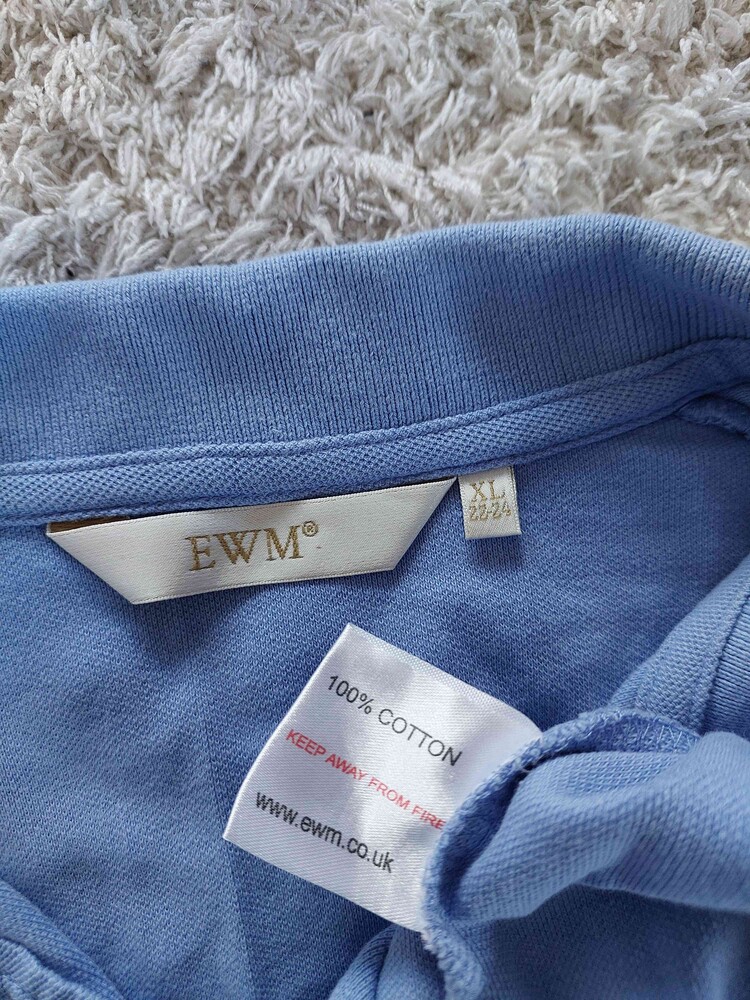 EWM®
XL
22-24
100% COTTON
KEEP AWAY FROM FIRE
www.ewm.co.uk